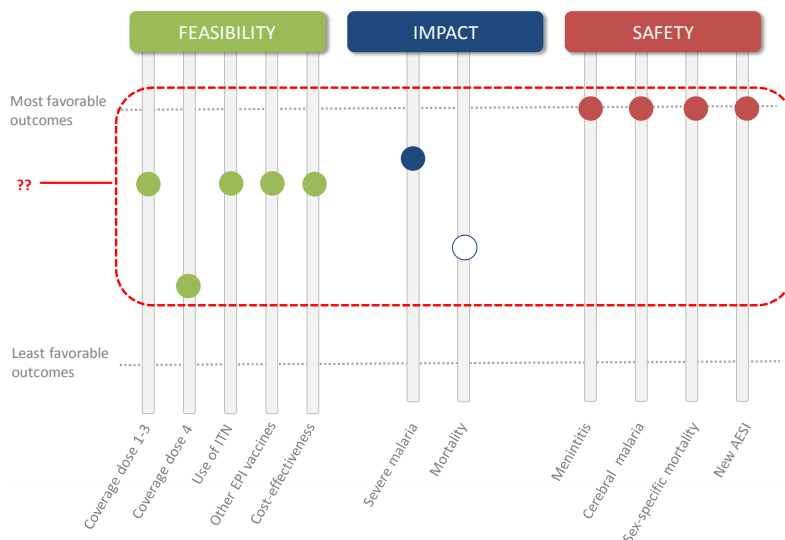 FEASIBILITY
IMPACT
SAFETY
Most favorable
outcomes
??
Least favorable
outcomes
Coverage dose 1-3
Coverage dose 4
Use of ITN
Other EPI vaccines
Cost-effectiveness
Severe malaria
Mortality
Menintitis
Cerebral malaria
Sex-specific mortality
New AESI